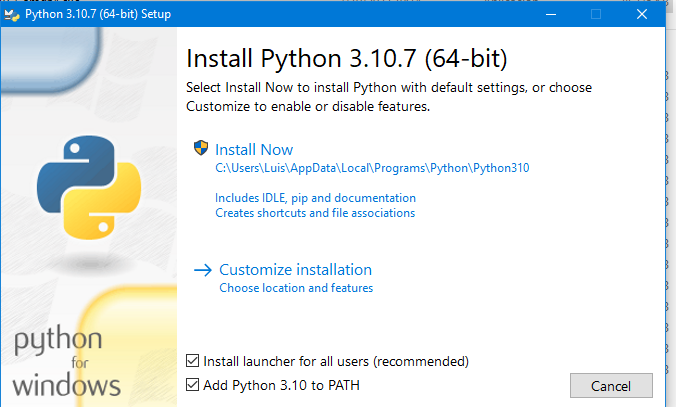 Python 3.10.7 (64-bit) Setup
Install Python 3.10.7 (64-bit)
Select Install Now to install Python with default settings, or choose
Customize to enable or disable features.
Install Now
C:\Users\Luis\AppData\Local\Programs\Python\Python310
Includes IDLE, pip and documentation
Creates shortcuts and file associations
Customize installation
Choose location and features
python
for
windows
Install launcher for all users (recommended)
Add Python 3.10 to PATH
Cancel